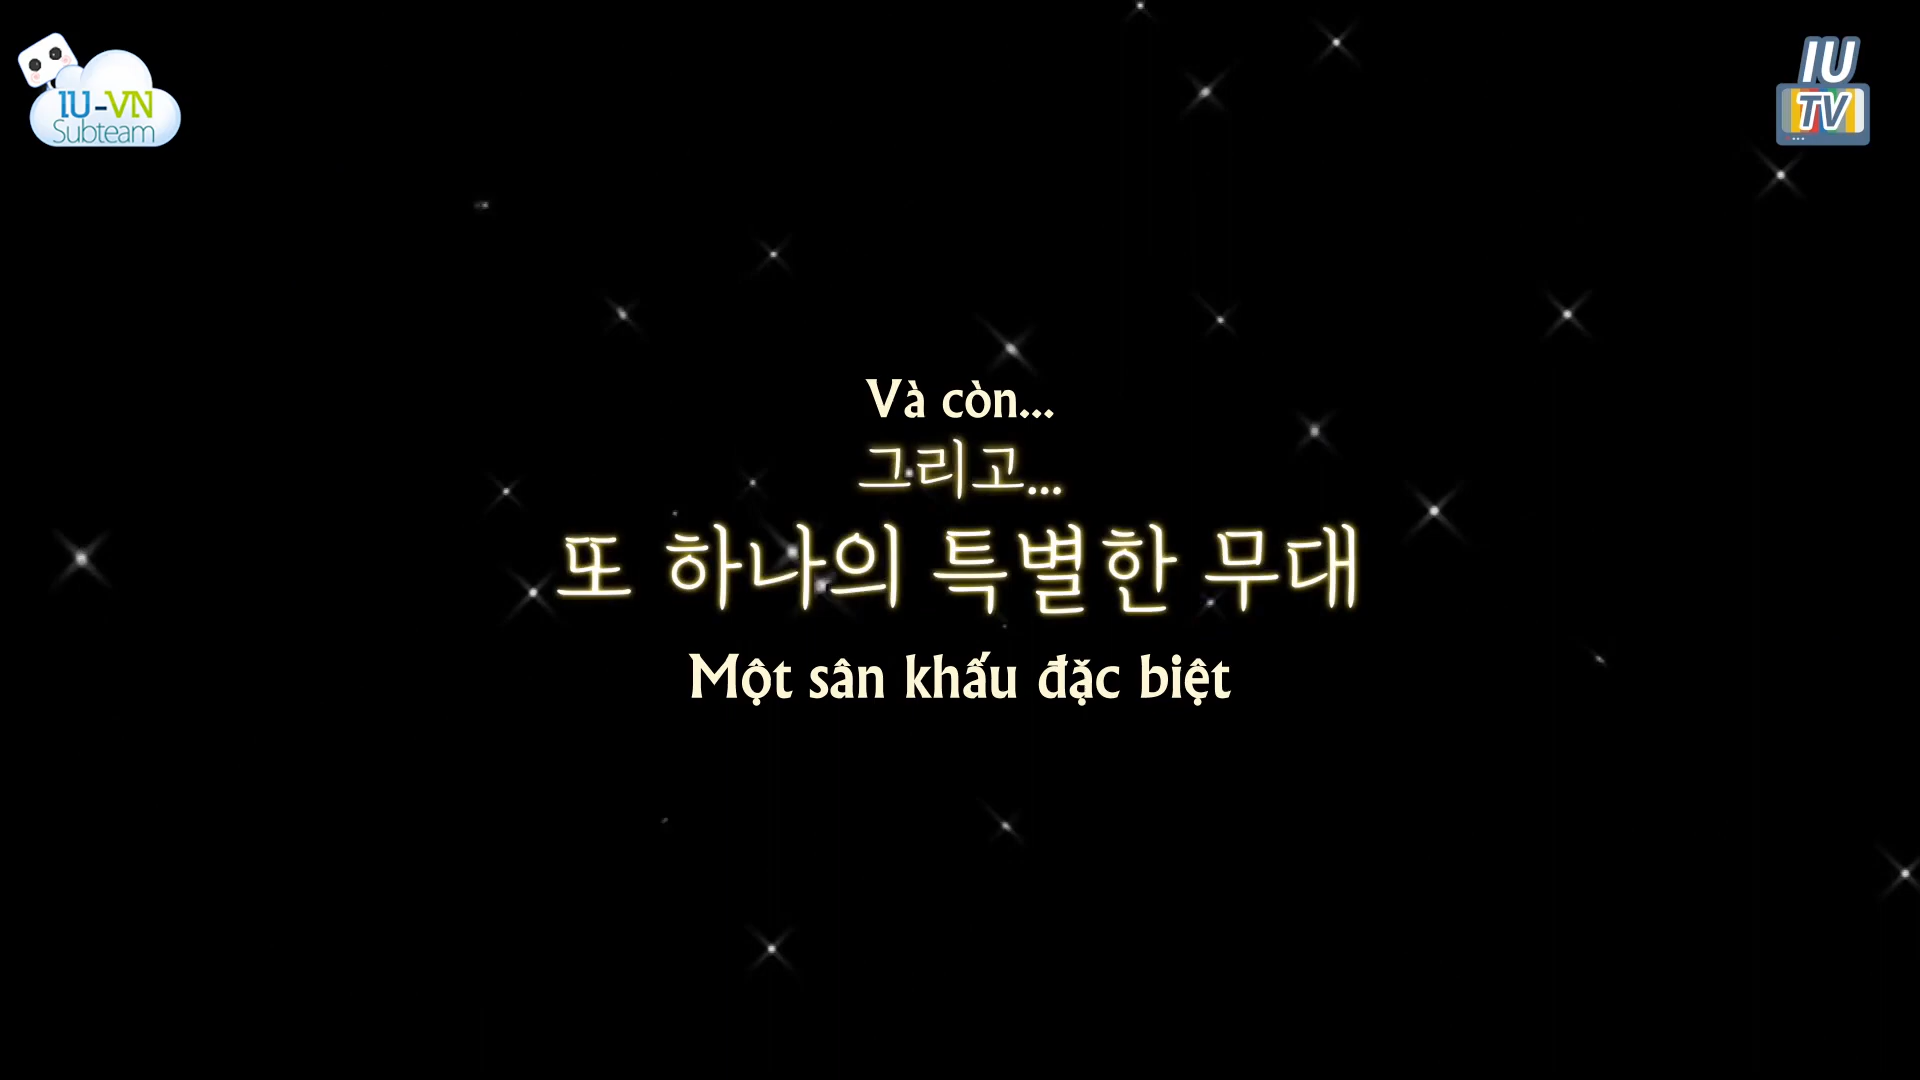 IU-VN
Subteam
IU
TV
Và còn...
그리고...
또 하나의 특별한 무대
Một sân khấu đặc biệt